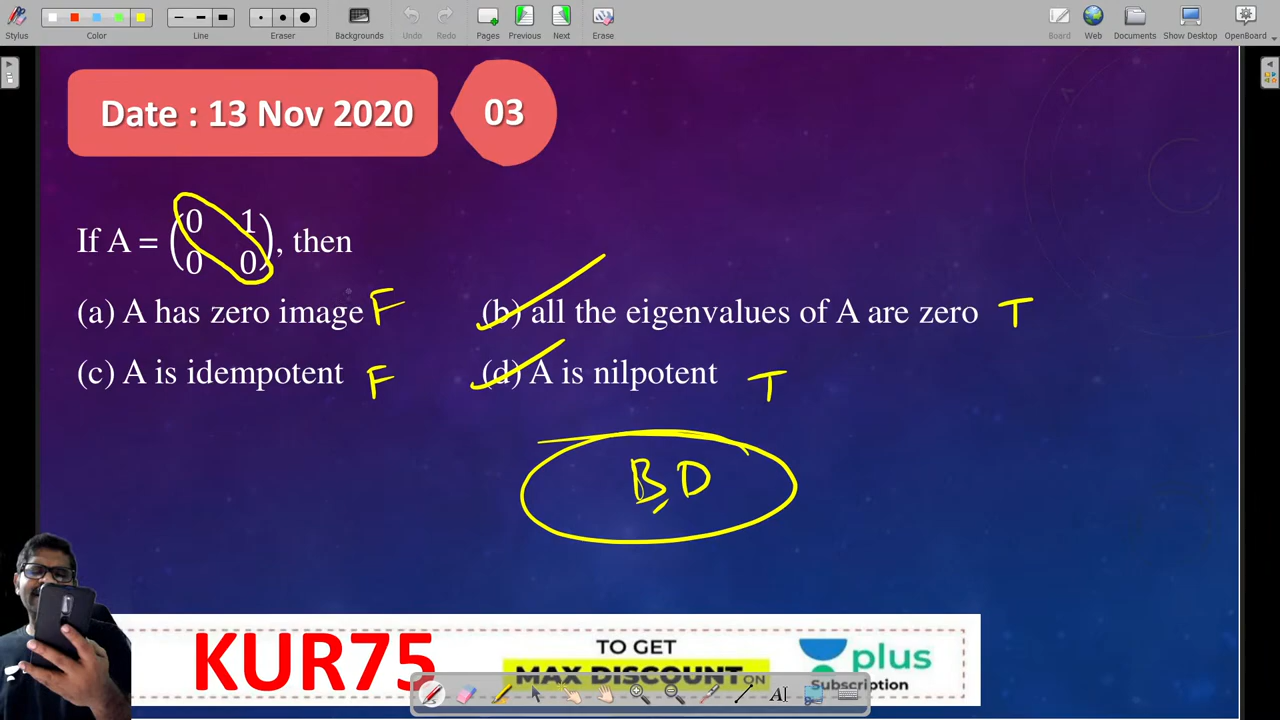 Stylus Color Line Eraser Backgrounds Undo Redo Pages Previous Next Erase Board Web Documents Show Desktop OpenBoard
Date : 13 Nov 2020 03
If A = (0 1
0 0), then
(a) A has zero image F (b) all the eigenvalues of A are zero T
(c) A is idempotent F (d) A is nilpotent T
B, D
KUR75
TO GET
MAX DISCOUNT ON
plus
Subscription